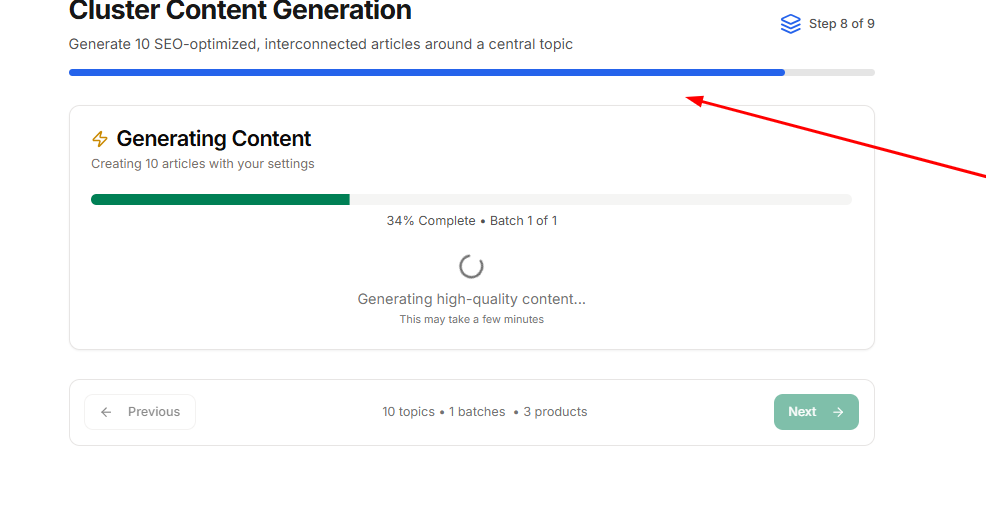 Cluster Content Generation
Step 8 of 9
Generate 10 SEO-optimized, interconnected articles around a central topic
Generating Content
Creating 10 articles with your settings
34% Complete • Batch 1 of 1
Generating high-quality content...
This may take a few minutes
Previous
10 topics • 1 batches • 3 products
Next